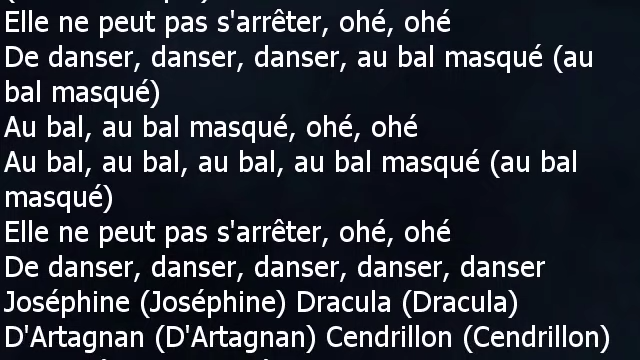 Elle ne peut pas s'arrêter, ohé, ohé
De danser, danser, danser, au bal masqué (au
bal masqué)
Au bal, au bal masqué, ohé, ohé
Au bal, au bal, au bal, au bal masqué (au bal
masqué)
Elle ne peut pas s'arrêter, ohé, ohé
De danser, danser, danser, danser, danser
Joséphine (Joséphine) Dracula (Dracula)
D'Artagnan (D'Artagnan) Cendrillon (Cendrillon)